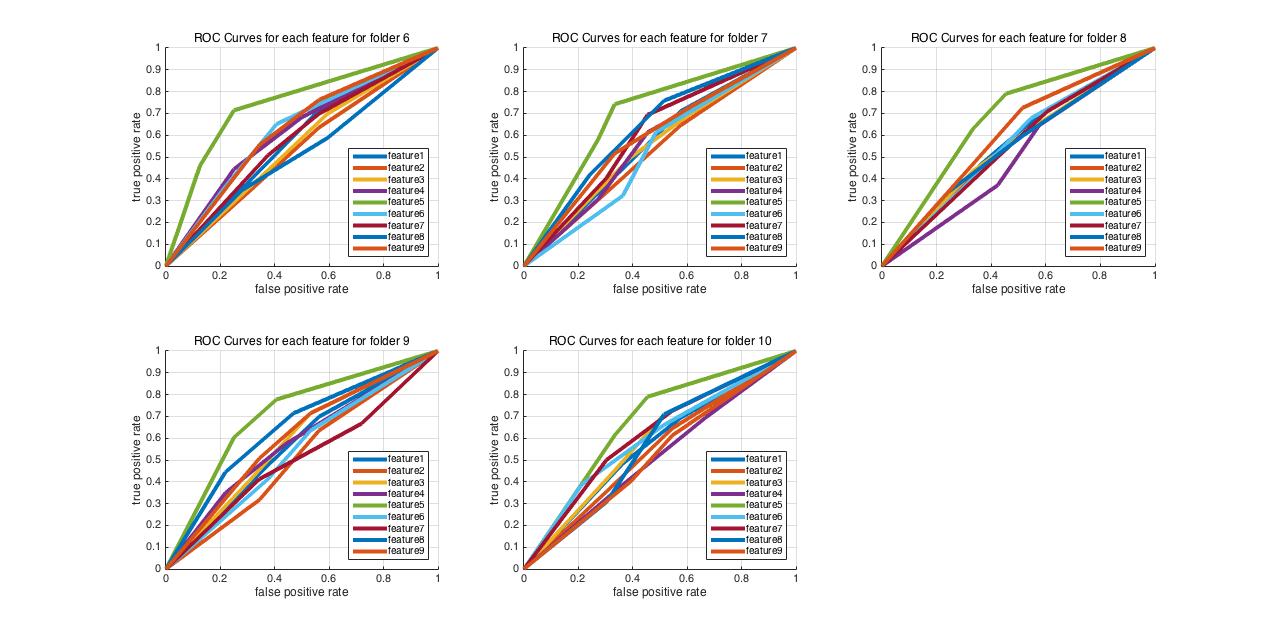 ROC Curves for each feature for folder 6
1
0.9
0.8
0.7
0.6
0.5
0.4
0.3
0.2
0.1
0
true positive rate
0 0.2 0.4 0.6 0.8 1
false positive rate
feature1
feature2
feature3
feature4
feature5
feature6
feature7
feature8
feature9
ROC Curves for each feature for folder 7
1
0.9
0.8
0.7
0.6
0.5
0.4
0.3
0.2
0.1
0
true positive rate
0 0.2 0.4 0.6 0.8 1
false positive rate
feature1
feature2
feature3
feature4
feature5
feature6
feature7
feature8
feature9
ROC Curves for each feature for folder 8
1
0.9
0.8
0.7
0.6
0.5
0.4
0.3
0.2
0.1
0
true positive rate
0 0.2 0.4 0.6 0.8 1
false positive rate
feature1
feature2
feature3
feature4
feature5
feature6
feature7
feature8
feature9
ROC Curves for each feature for folder 9
1
0.9
0.8
0.7
0.6
0.5
0.4
0.3
0.2
0.1
0
true positive rate
0 0.2 0.4 0.6 0.8 1
false positive rate
feature1
feature2
feature3
feature4
feature5
feature6
feature7
feature8
feature9
ROC Curves for each feature for folder 10
1
0.9
0.8
0.7
0.6
0.5
0.4
0.3
0.2
0.1
0
true positive rate
0 0.2 0.4 0.6 0.8 1
false positive rate
feature1
feature2
feature3
feature4
feature5
feature6
feature7
feature8
feature9